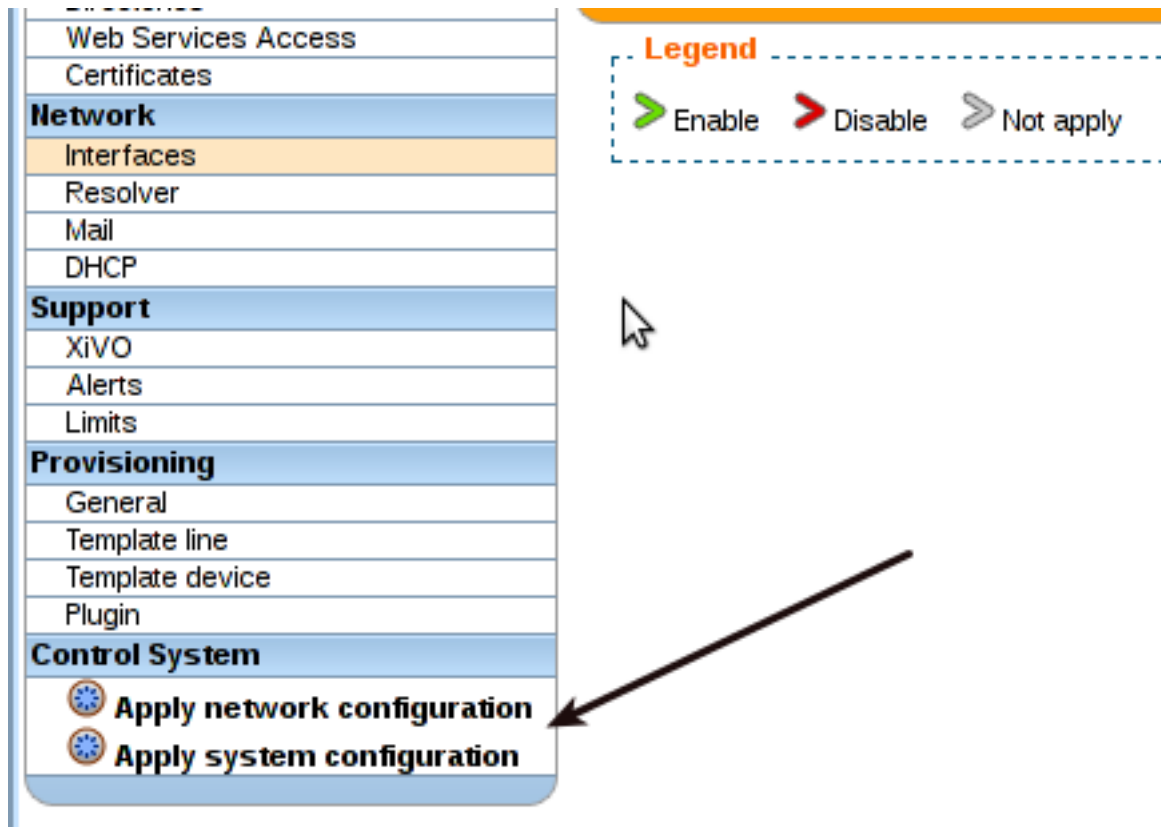 Web Services Access
Certificates
Network
Interfaces
Resolver
Mail
DHCP
Support
XiVO
Alerts
Limits
Provisioning
General
Template line
Template device
Plugin
Control System
Apply network configuration
Apply system configuration
Legend
Enable Disable Not apply